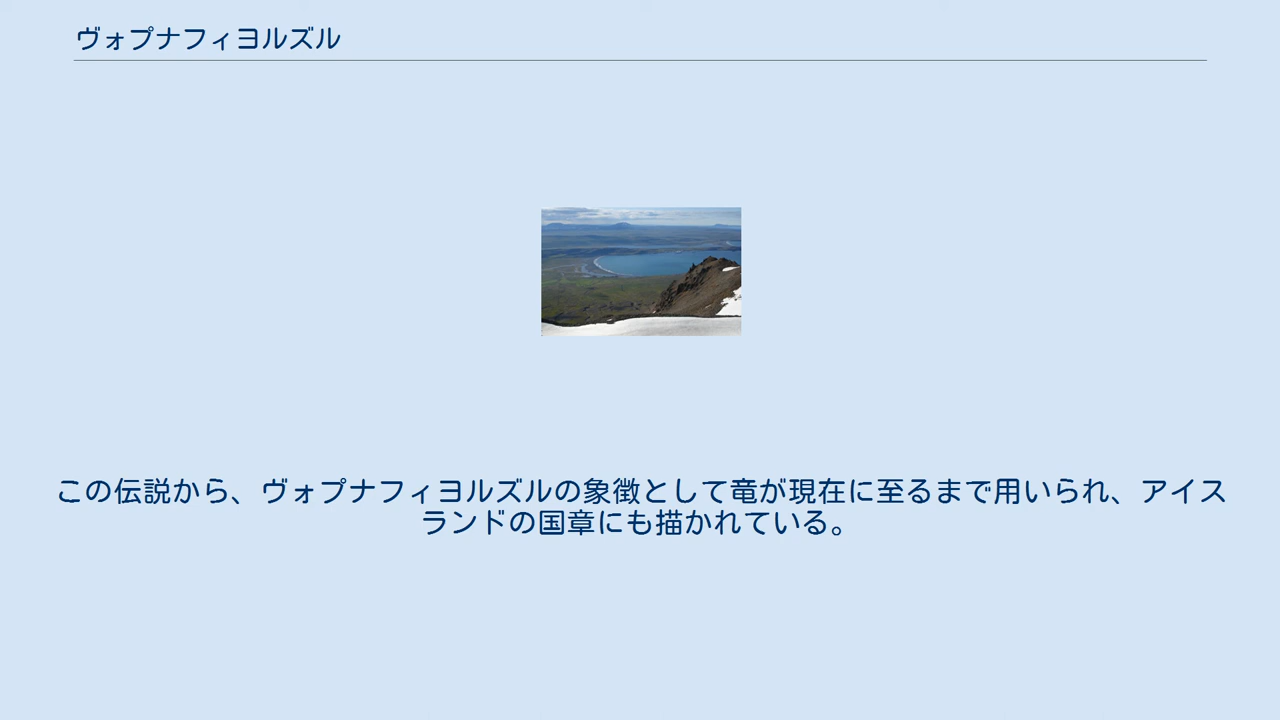 ヴォプナフィヨルズル
この伝説から、ヴォプナフィヨルズルの象徴として竜が現在に至るまで用いられ、アイス
ランドの国章にも描かれている。